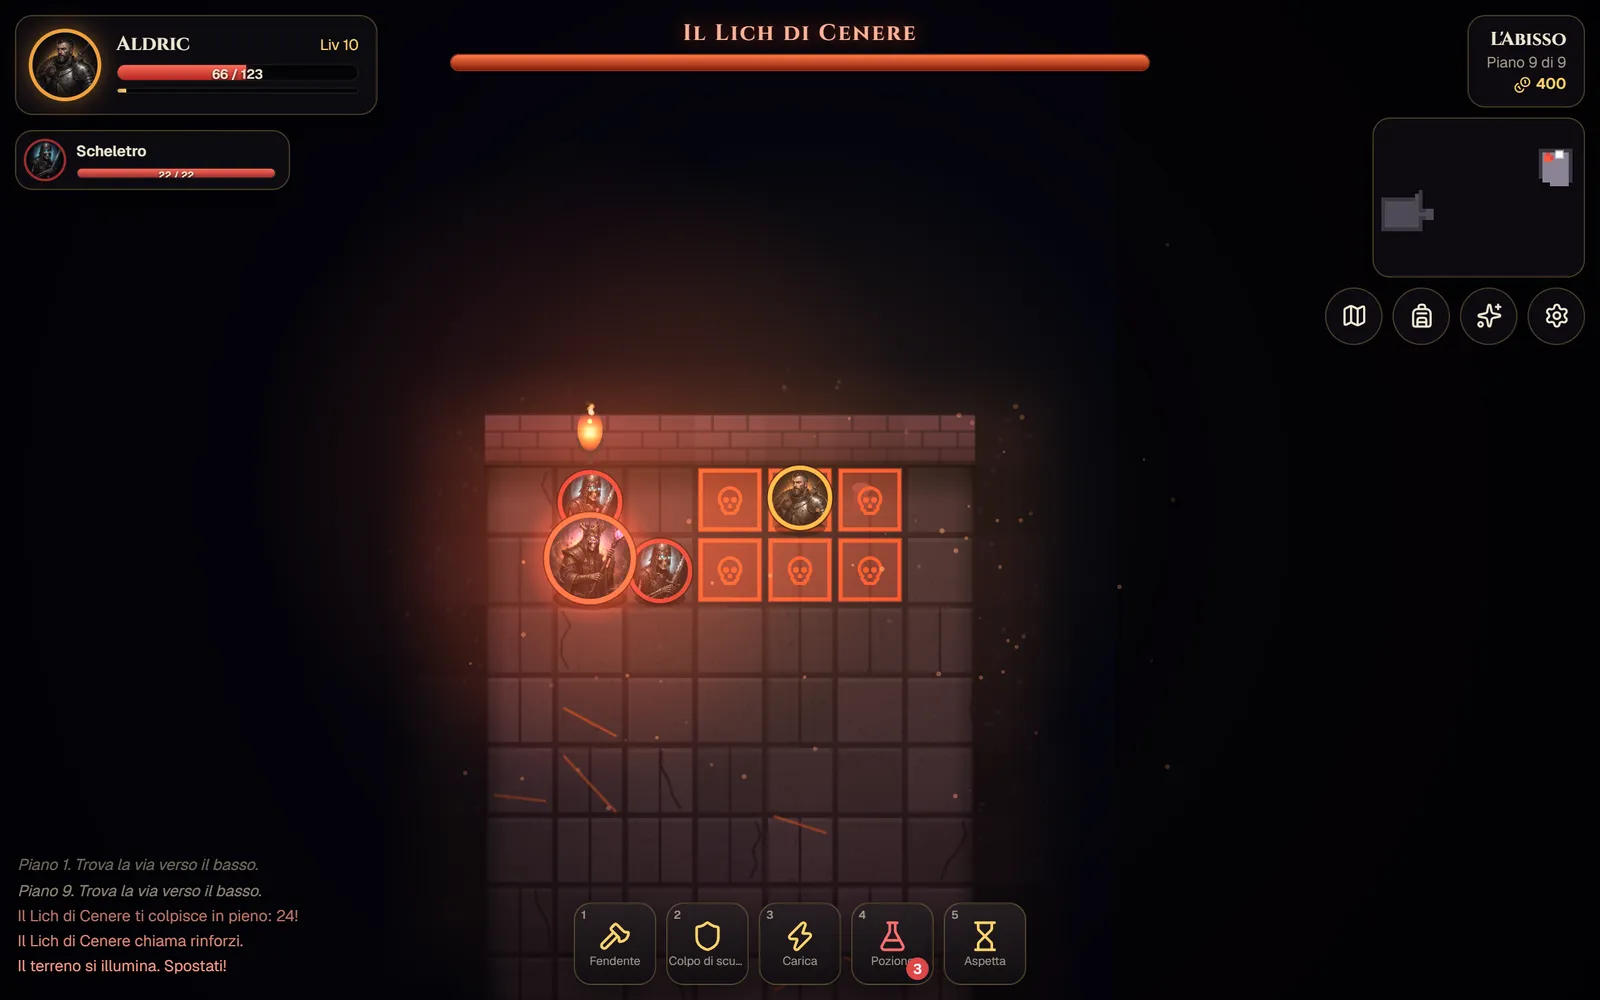 ALDRIC
Liv 10
66 / 123
Scheletro
22 / 22
IL LICH DI CENERE
L'ABISSO
Piano 9 di 9
400
Piano 1. Trova la via verso il basso.
Piano 9. Trova la via verso il basso.
Il Lich di Cenere ti colpisce in pieno: 24!
Il Lich di Cenere chiama rinforzi.
Il terreno si illumina. Spostati!
1
Fendente
2
Colpo di scu...
3
Carica
4
Pozion
3
5
Aspetta